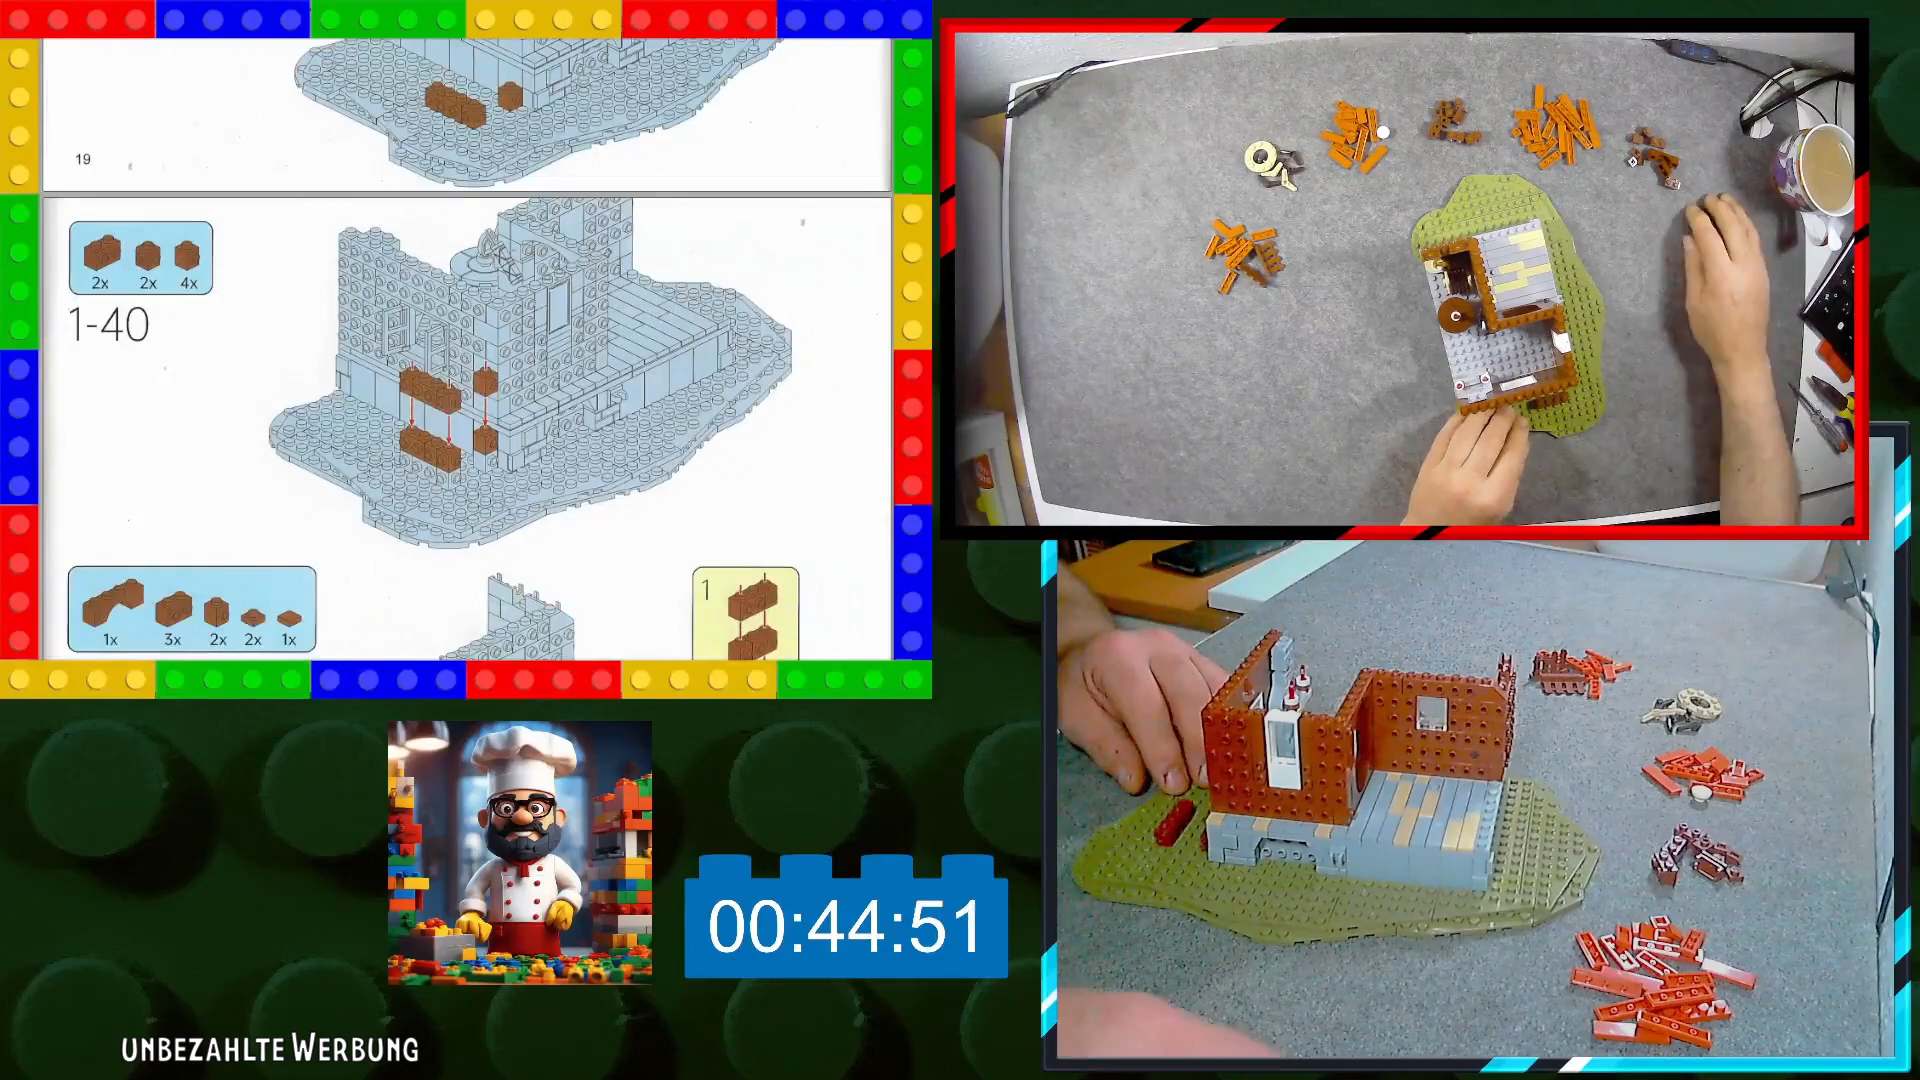 19
2x 2x 4x
1-40
1x 3x 2x 2x 1x
1
00:44:51
UNBEZAHLTE WERBUNG